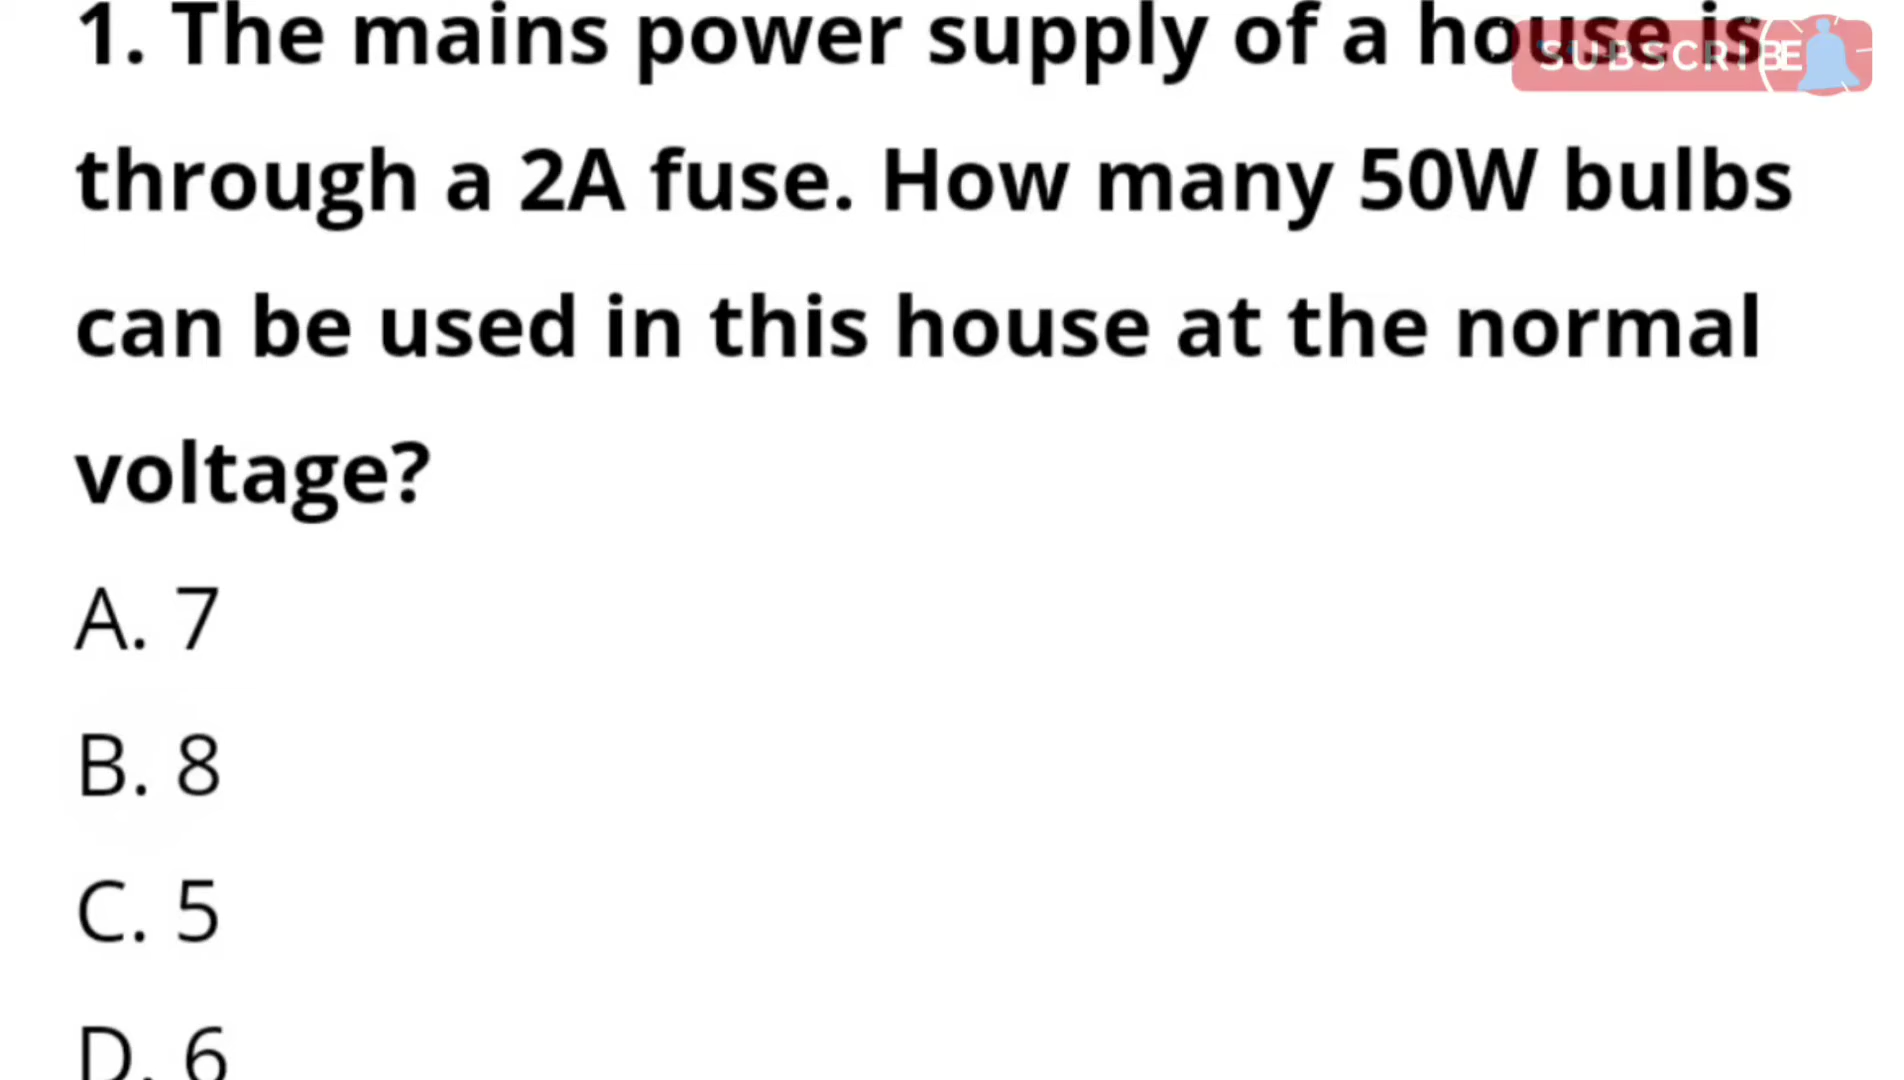 1. The mains power supply of a house is
SUBSCRIBE
through a 2A fuse. How many 50W bulbs
can be used in this house at the normal
voltage?
A. 7
B. 8
C. 5
D. 6